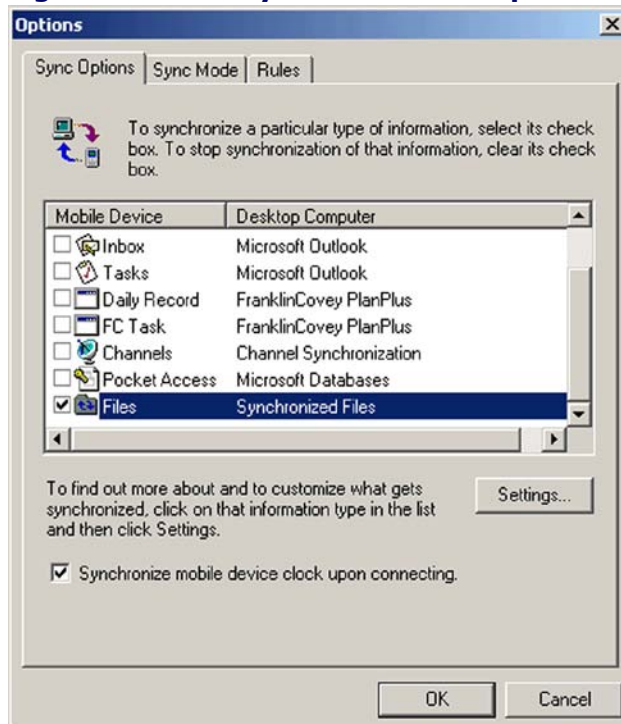 Options
Sync Options Sync Mode Rules
To synchronize a particular type of information, select its check
box. To stop synchronization of that information, clear its check
box.
Mobile Device Desktop Computer
Inbox Microsoft Outlook
Tasks Microsoft Outlook
Daily Record FranklinCovey PlanPlus
FC Task FranklinCovey PlanPlus
Channels Channel Synchronization
Pocket Access Microsoft Databases
Files Synchronized Files
To find out more about and to customize what gets
synchronized, click on that information type in the list
and then click Settings.
Settings...
Synchronize mobile device clock upon connecting.
OK Cancel